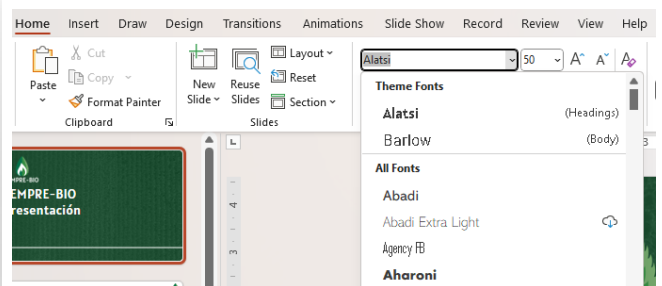 Home Insert Draw Design Transitions Animations Slide Show Record Review View Help
Paste
Cut
Copy
Format Painter
Clipboard
New Slide
Reuse Slides
Layout
Reset
Section
Slides
Alatsi 50
Theme Fonts
Alatsi (Headings)
Barlow (Body)
All Fonts
Abadi
Abadi Extra Light
Agency FB
Aharoni
EMPRE-BIO
resentación
L
4
3
3